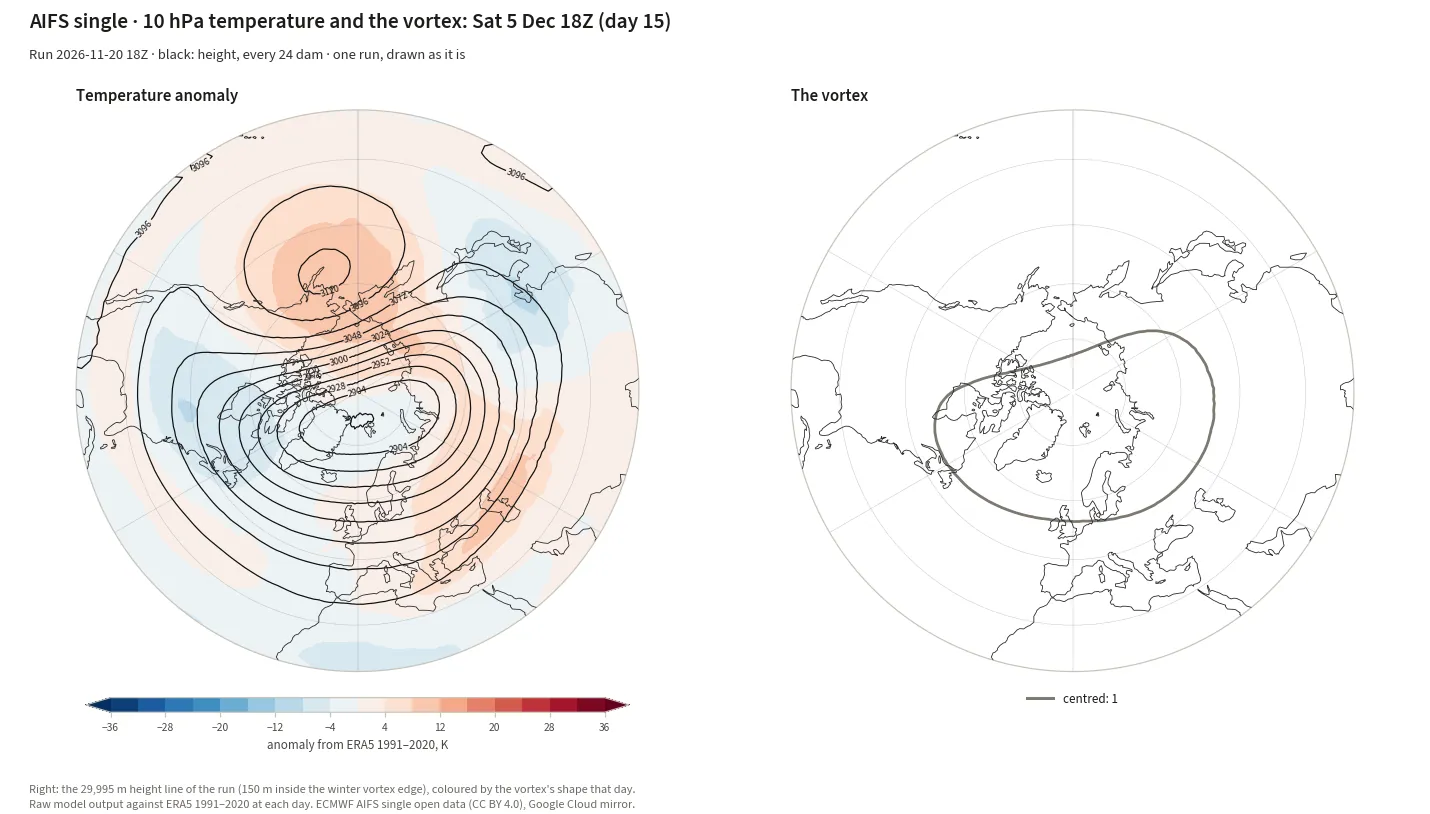 AIFS single · 10 hPa temperature and the vortex: Sat 5 Dec 18Z (day 15)
Run 2026-11-20 18Z · black: height, every 24 dam · one run, drawn as it is
Temperature anomaly
The vortex
3096
3096
3096
3120
3096
3072
3048
3024
3000
2952
2928
2904
2904
centred: 1
−36 −28 −20 −12 −4 4 12 20 28 36
anomaly from ERA5 1991–2020, K
Right: the 29,995 m height line of the run (150 m inside the winter vortex edge), coloured by the vortex's shape that day.
Raw model output against ERA5 1991–2020 at each day. ECMWF AIFS single open data (CC BY 4.0), Google Cloud mirror.